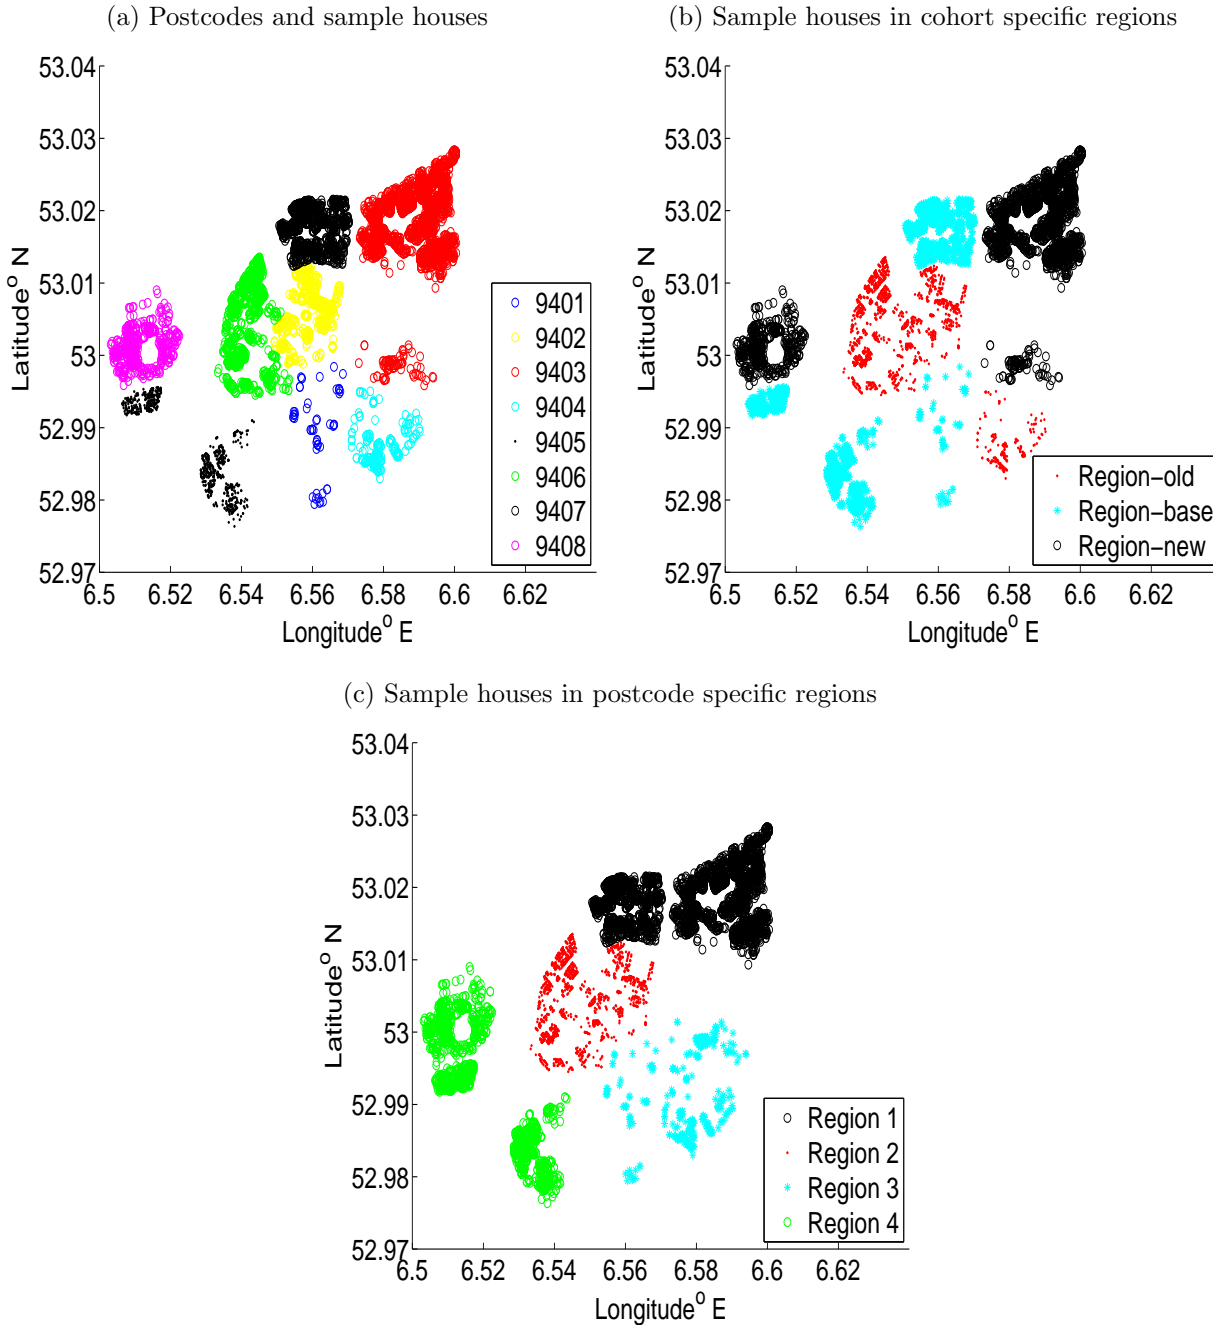 (a) Postcodes and sample houses
53.04
53.03
53.02
53.01
53
52.99
52.98
52.97
Latitude° N
6.5 6.52 6.54 6.56 6.58 6.6 6.62
Longitude° E
9401
9402
9403
9404
9405
9406
9407
9408
(b) Sample houses in cohort specific regions
53.04
53.03
53.02
53.01
53
52.99
52.98
52.97
Latitude° N
6.5 6.52 6.54 6.56 6.58 6.6 6.62
Longitude° E
Region−old
Region−base
Region−new
(c) Sample houses in postcode specific regions
53.04
53.03
53.02
53.01
53
52.99
52.98
52.97
Latitude° N
6.5 6.52 6.54 6.56 6.58 6.6 6.62
Longitude° E
Region 1
Region 2
Region 3
Region 4